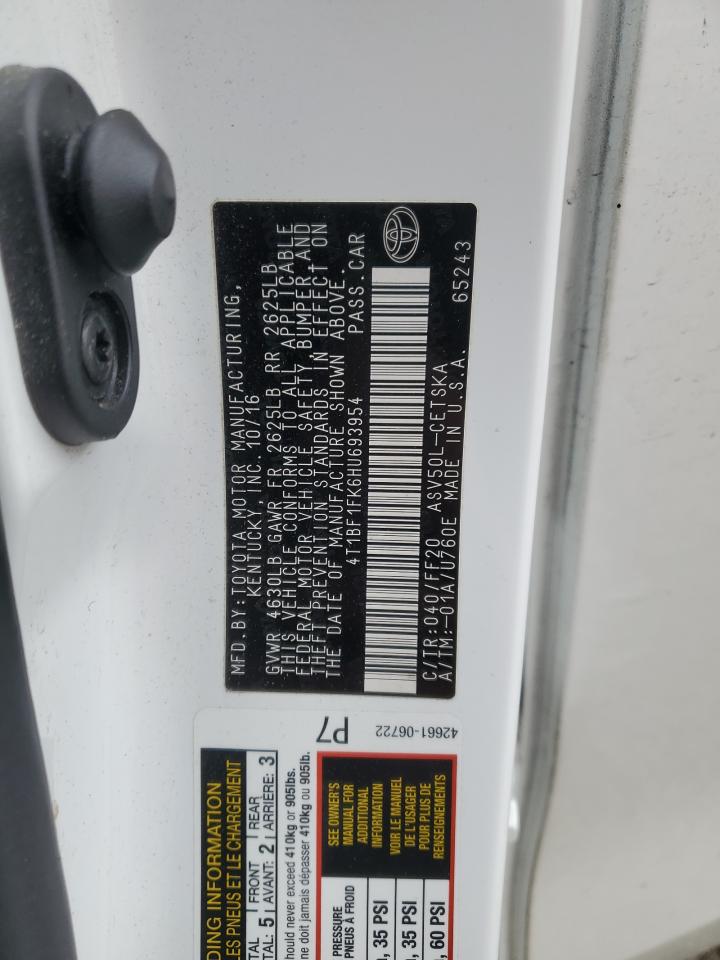 MFD. BY: TOYOTA MOTOR MANUFACTURING,
KENTUCKY, INC. 10/16
GVWR 4630LB GAWR FR 2625LB RR 2625LB
THIS VEHICLE CONFORMS TO ALL APPLICABLE
FEDERAL MOTOR VEHICLE SAFETY, BUMPER AND
THEFT PREVENTION STANDARDS IN EFFECT ON
THE DATE OF MANUFACTURE SHOWN ABOVE.
4T1BF1FK6HU693954 PASS. CAR
C/TR: 040/FF20 ASV50L-CETSKA 65243
A/TM: -01A/U760E MADE IN U.S.A.
P7
42661-06722
DING INFORMATION
LES PNEUS ET LE CHARGEMENT
TAL FRONT REAR
TAL: 5 AVANT: 2 ARRIÈRE: 3
hould never exceed 410kg or 905lbs.
ne doit jamais dépasser 410kg ou 905lb.
PRESSURE
PNEUS À FROID
SEE OWNER'S
MANUAL FOR
ADDITIONAL
INFORMATION
VOIR LE MANUEL
DE L'USAGER
POUR PLUS DE
RENSEIGNEMENTS
, 35 PSI
, 35 PSI
, 60 PSI